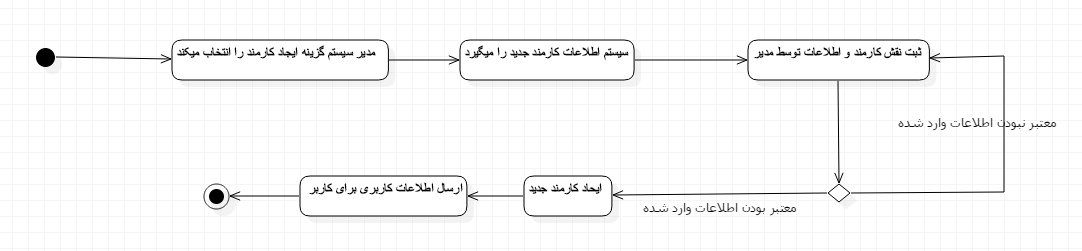 مدیر سیستم گزینه ایجاد کارمند را انتخاب میکند
سیستم اطلاعات کارمند جدید را میگیرد
ثبت نقش کارمند و اطلاعات توسط مدیر
معتبر نبودن اطلاعات وارد شده
معتبر بودن اطلاعات وارد شده
ایحاد کارمند جدید
ارسال اطلاعات کاربری برای کاربر